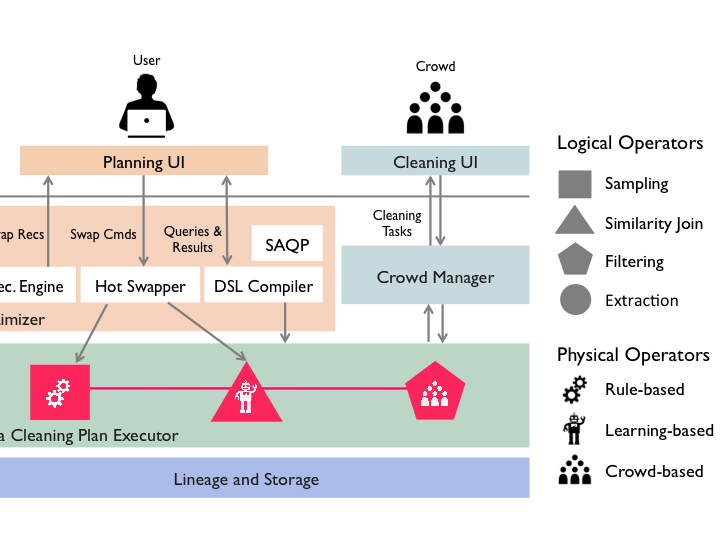 User
Crowd
Planning UI
Cleaning UI
Logical Operators
Sampling
Similarity Join
Filtering
Extraction
ap Recs
Swap Cmds
Queries &
Results
Cleaning
Tasks
SAQP
ec. Engine
Hot Swapper
DSL Compiler
Crowd Manager
imizer
Physical Operators
Rule-based
Learning-based
Crowd-based
a Cleaning Plan Executor
Lineage and Storage